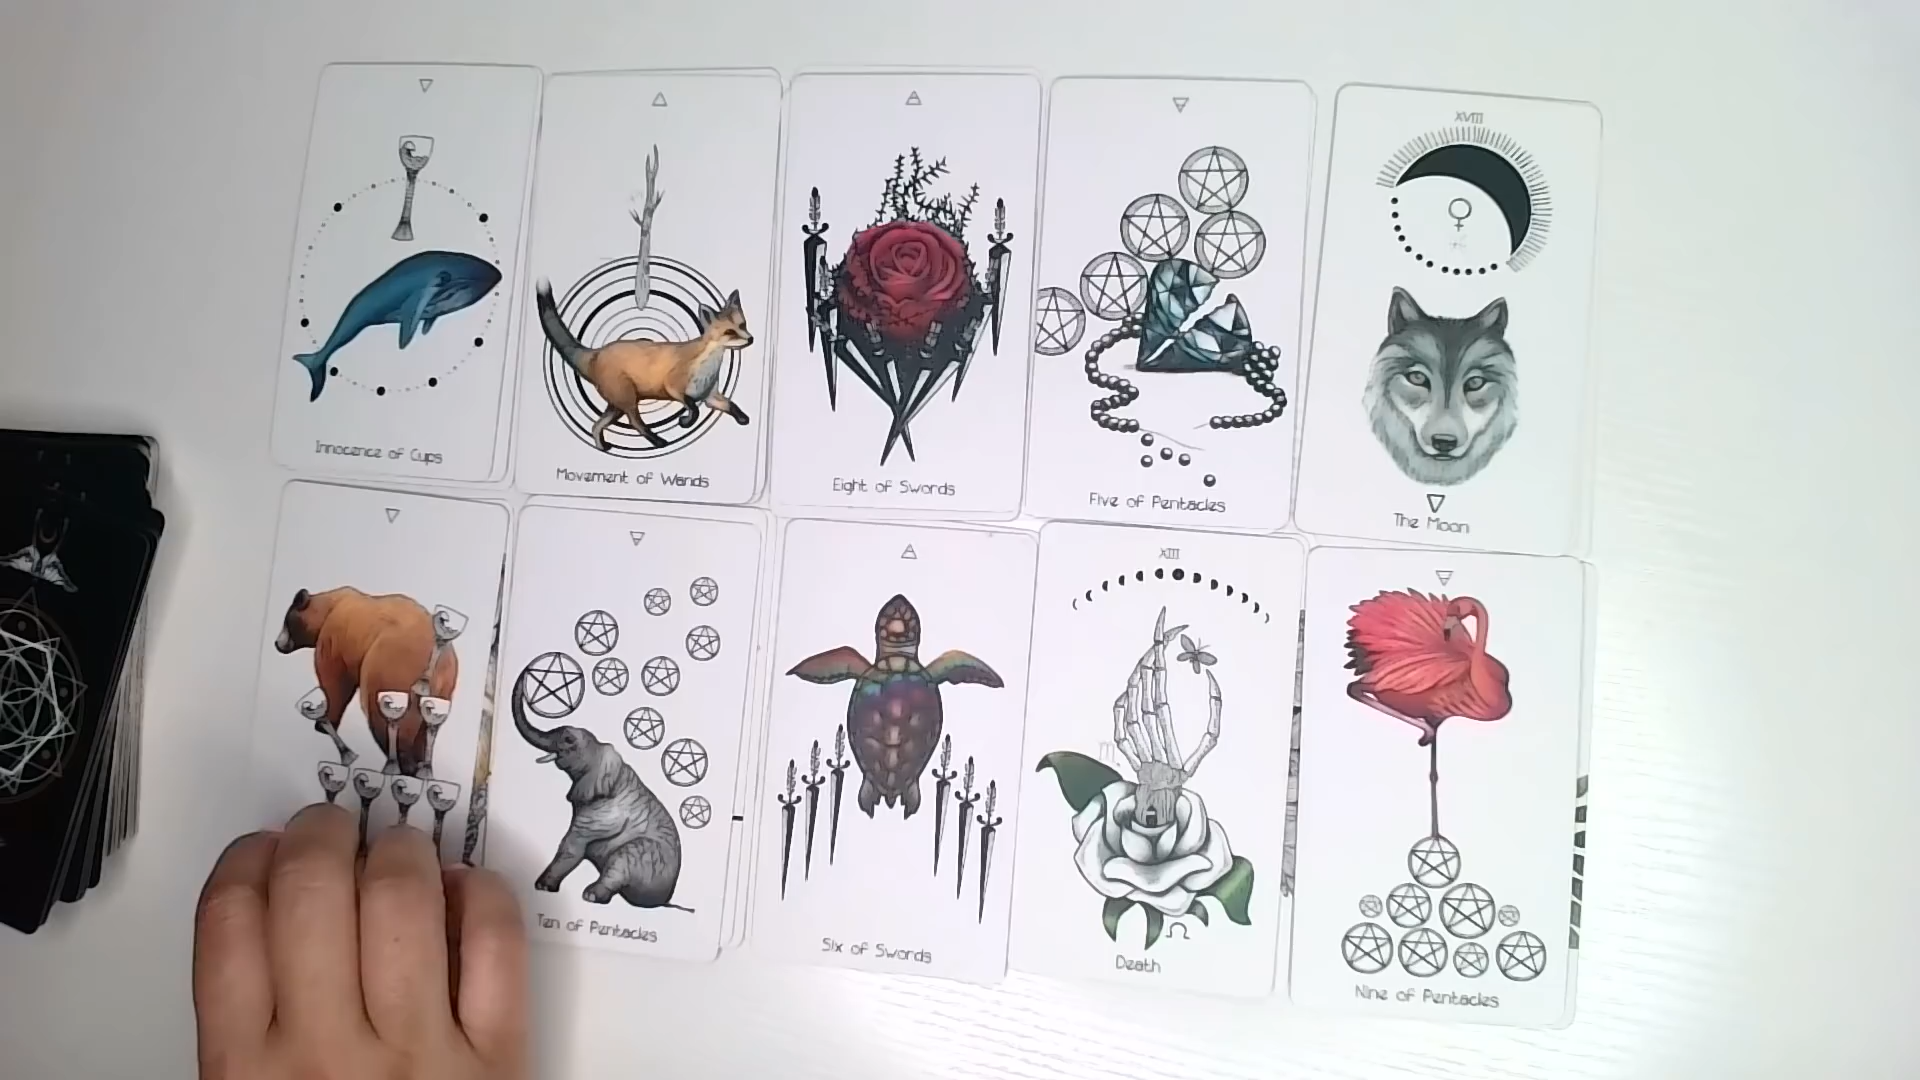 Innocence of Cups
Movement of Wands
Eight of Swords
Five of Pentacles
XVIII
The Moon
Ten of Pentacles
Six of Swords
XIII
Death
Nine of Pentacles